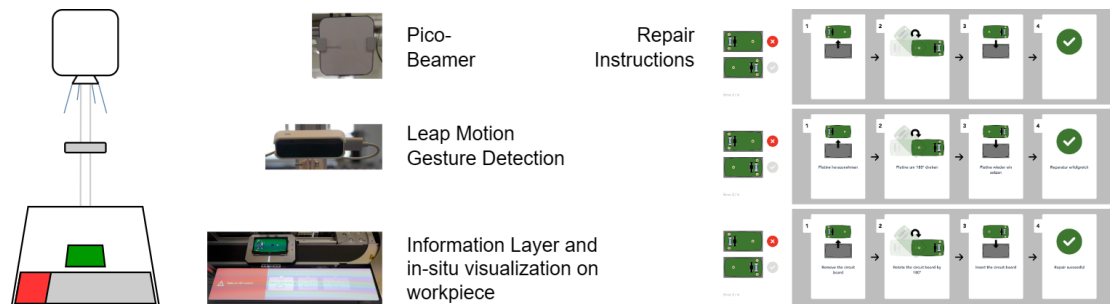 Pico-
Beamer
Leap Motion
Gesture Detection
Information Layer and
in-situ visualization on
workpiece
Repair
Instructions
1
2
3
4
1
2
3
4
Platine herausnehmen
Platine um 180° drehen
Platine wieder ein
setzen
Reparatur erfolgreich
1
2
3
4
Remove the circuit
board
Rotate the circuit board by
180°
Insert the circuit board
Repair successful